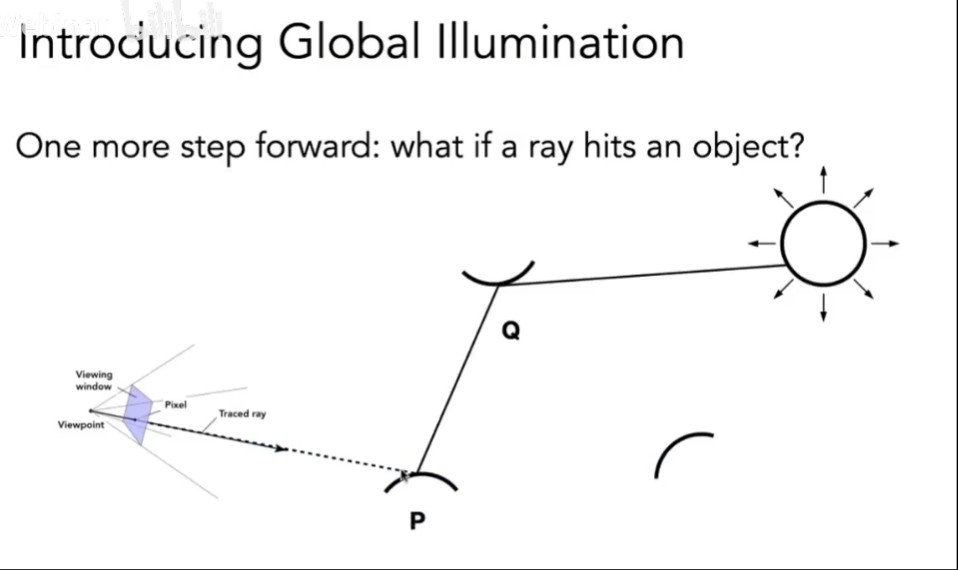 Introducing Global Illumination
One more step forward: what if a ray hits an object?
Q
Viewing
window
Pixel
Traced ray
Viewpoint
P